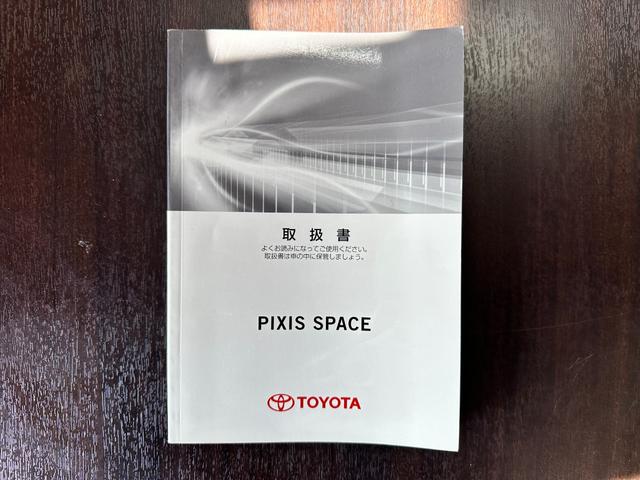 取扱書
よくお読みになってご使用ください。
取扱書は車の中に保管しましょう。
PIXIS SPACE
TOYOTA